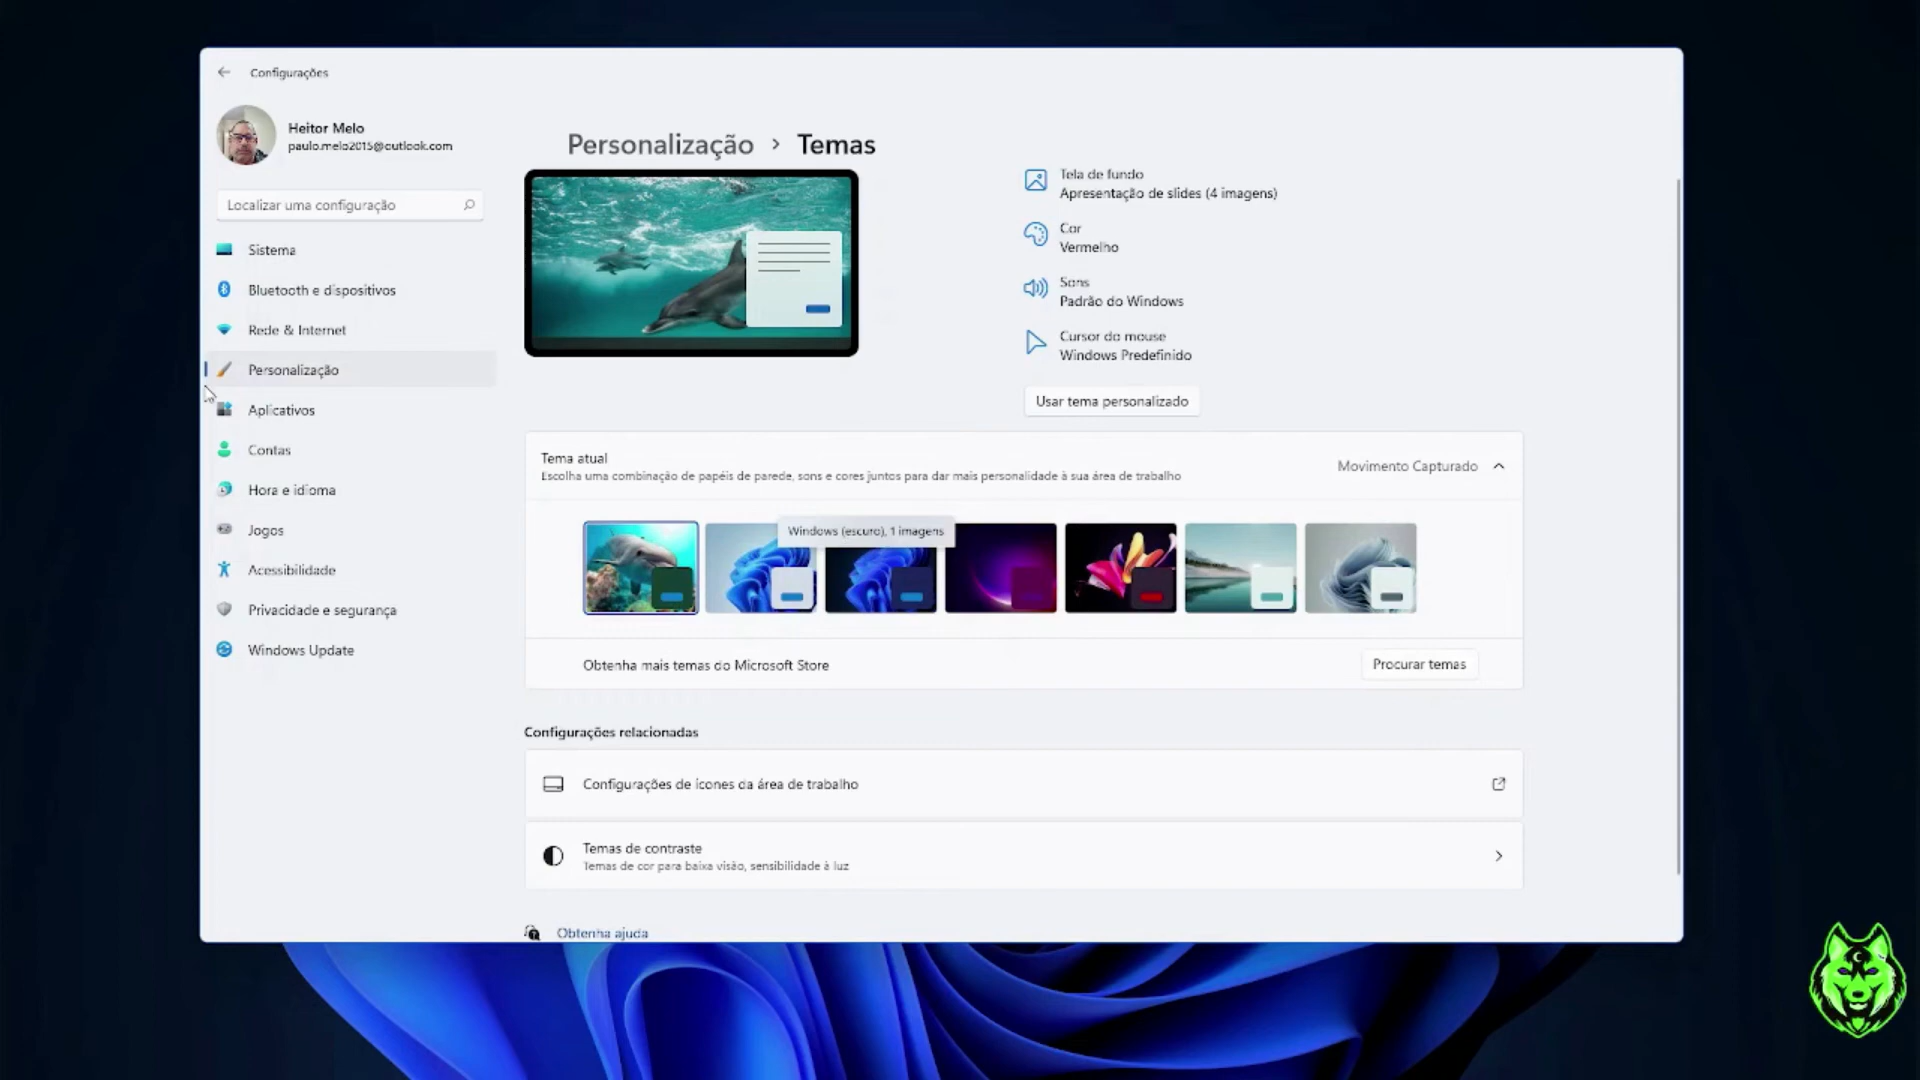 Configurações
Heitor Melo
paulo.melo2015@outlook.com
Localizar uma configuração
Sistema
Bluetooth e dispositivos
Rede & Internet
Personalização
Aplicativos
Contas
Hora e idioma
Jogos
Acessibilidade
Privacidade e segurança
Windows Update
Personalização > Temas
Tela de fundo
Apresentação de slides (4 imagens)
Cor
Vermelho
Sons
Padrão do Windows
Cursor do mouse
Windows Predefinido
Usar tema personalizado
Tema atual
Escolha uma combinação de papéis de parede, sons e cores juntos para dar mais personalidade à sua área de trabalho
Movimento Capturado
Windows (escuro), 1 imagens
Obtenha mais temas do Microsoft Store
Procurar temas
Configurações relacionadas
Configurações de ícones da área de trabalho
Temas de contraste
Temas de cor para baixa visão, sensibilidade à luz
Obtenha ajuda